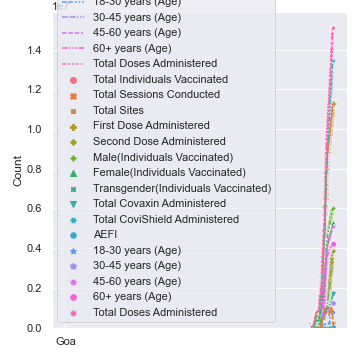 1e7
18-30 years (Age)
30-45 years (Age)
45-60 years (Age)
60+ years (Age)
Total Doses Administered
Total Individuals Vaccinated
Total Sessions Conducted
Total Sites
First Dose Administered
Second Dose Administered
Male(Individuals Vaccinated)
Female(Individuals Vaccinated)
Transgender(Individuals Vaccinated)
Total Covaxin Administered
Total CoviShield Administered
AEFI
18-30 years (Age)
30-45 years (Age)
45-60 years (Age)
60+ years (Age)
Total Doses Administered
1.4
1.2
1.0
0.8
0.6
0.4
0.2
0.0
Count
Goa